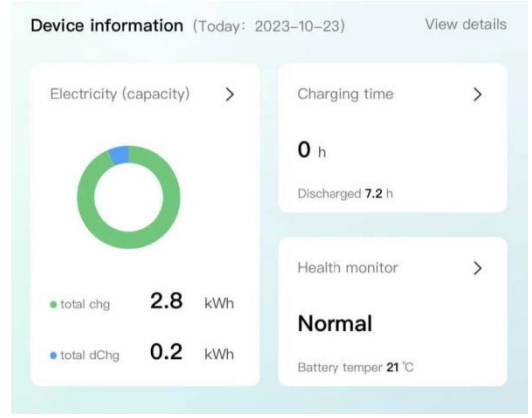 Device information (Today: 2023-10-23) View details
Electricity (capacity)
total chg 2.8 kWh
total dChg 0.2 kWh
Charging time
0 h
Discharged 7.2 h
Health monitor
Normal
Battery temper 21 ℃